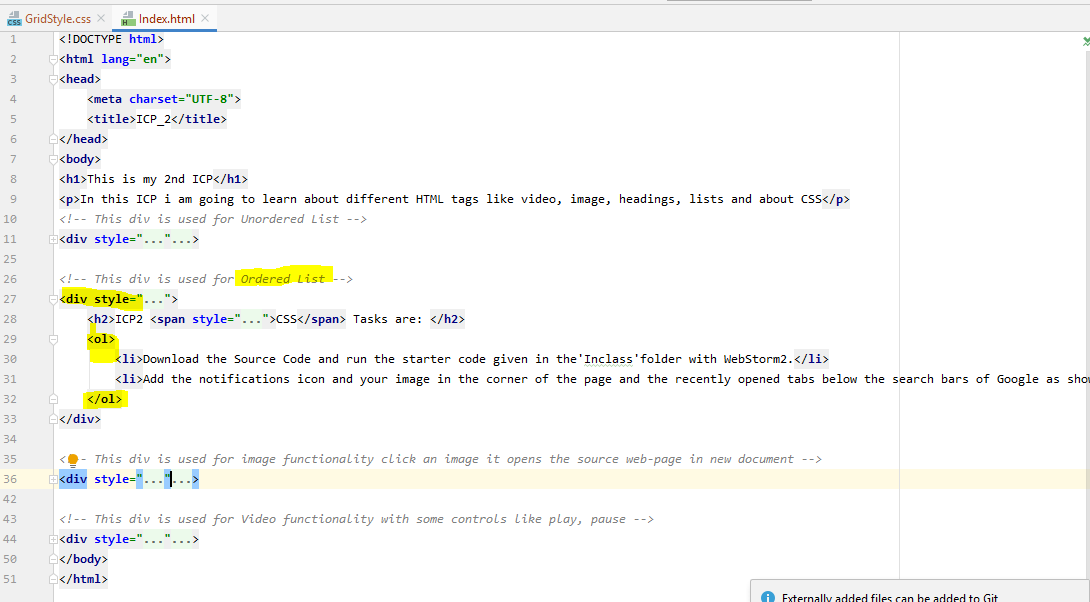 GridStyle.css Index.html
1 <!DOCTYPE html>
2 <html lang="en">
3 <head>
4 <meta charset="UTF-8">
5 <title>ICP_2</title>
6 </head>
7 <body>
8 <h1>This is my 2nd ICP</h1>
9 <p>In this ICP i am going to learn about different HTML tags like video, image, headings, lists and about CSS</p>
10 <!-- This div is used for Unordered List -->
11 <div style="..."...>
25
26 <!-- This div is used for Ordered List -->
27 <div style="...">
28 <h2>ICP2 <span style="...">CSS</span> Tasks are: </h2>
29 <ol>
30 <li>Download the Source Code and run the starter code given in the'Inclass'folder with WebStorm2.</li>
31 <li>Add the notifications icon and your image in the corner of the page and the recently opened tabs below the search bars of Google as sho
32 </ol>
33 </div>
34
35 <!-- This div is used for image functionality click an image it opens the source web-page in new document -->
36 <div style="..."...>
42
43 <!-- This div is used for Video functionality with some controls like play, pause -->
44 <div style="..."...>
50 </body>
51 </html>
Externally added files can be added to Git